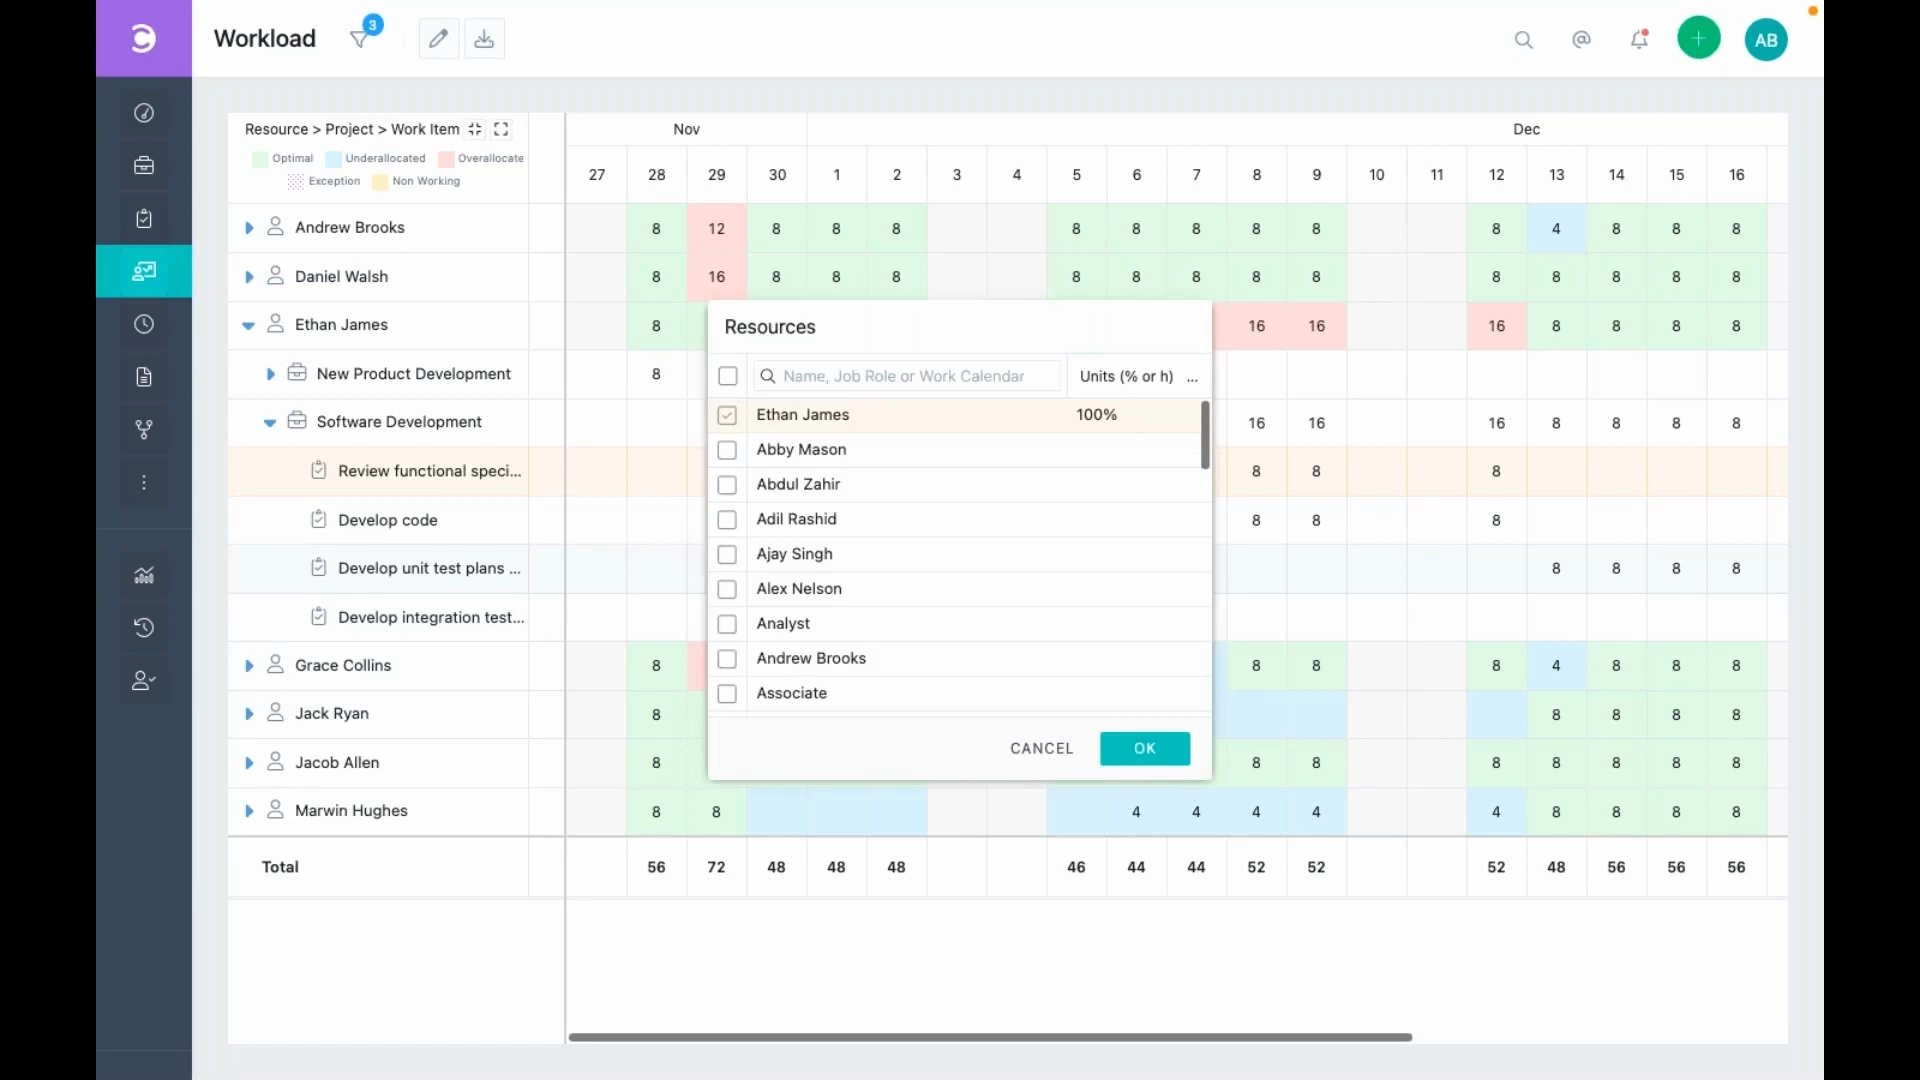 Workload 3 AB
Resource > Project > Work Item Nov Dec
Optimal Underallocated Overallocate
Exception Non Working
27 28 29 30 1 2 3 4 5 6 7 8 9 10 11 12 13 14 15 16
Andrew Brooks 8 12 8 8 8 8 8 8 8 8 8 4 8 8 8
Daniel Walsh 8 16 8 8 8 8 8 8 8 8 8 8 8 8 8
Ethan James 8 16 16 16 8 8 8 8
New Product Development 8
Software Development 16 16 16 8 8 8 8
Review functional speci... 8 8 8
Develop code 8 8 8
Develop unit test plans ... 8 8 8 8
Develop integration test...
Grace Collins 8 8 8 8 4 8 8 8
Jack Ryan 8 8 8 8 8
Jacob Allen 8 8 8 8 8 8 8 8
Marwin Hughes 8 8 4 4 4 4 4 8 8 8 8
Total 56 72 48 48 48 46 44 44 52 52 52 48 56 56 56
Resources
Name, Job Role or Work Calendar Units (% or h) ...
Ethan James 100%
Abby Mason
Abdul Zahir
Adil Rashid
Ajay Singh
Alex Nelson
Analyst
Andrew Brooks
Associate
CANCEL OK